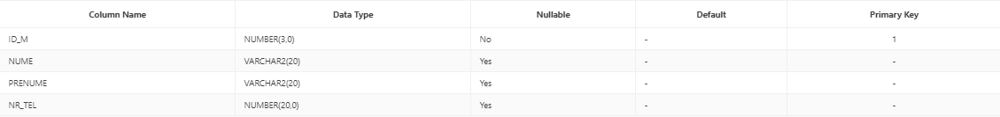 Column Name Data Type Nullable Default Primary Key
ID_M NUMBER(3,0) No - 1
NUME VARCHAR2(20) Yes - -
PRENUME VARCHAR2(20) Yes - -
NR_TEL NUMBER(20,0) Yes - -